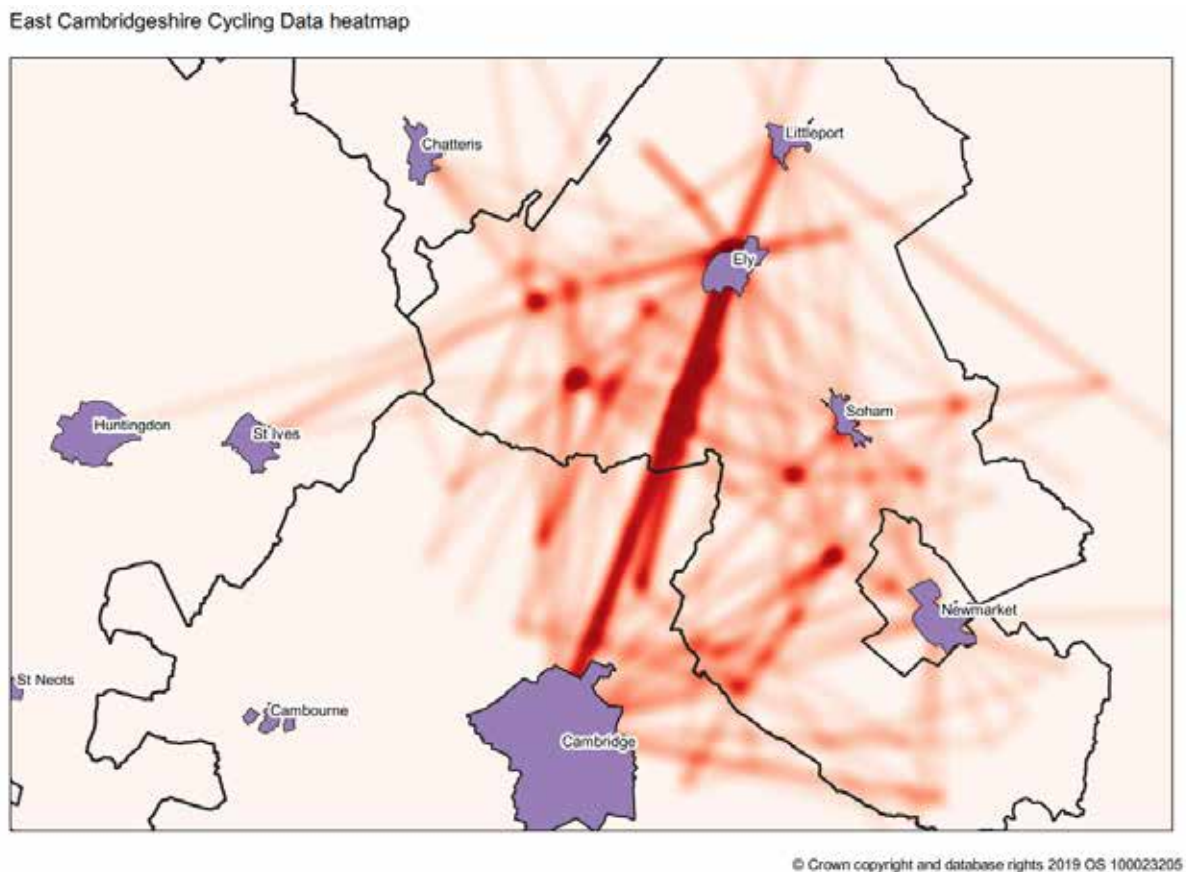 East Cambridgeshire Cycling Data heatmap
Chatteris
Littleport
Ely
Huntingdon
St Ives
Soham
Newmarket
St Neots
Cambourne
Cambridge
© Crown copyright and database rights 2019 OS 100023205